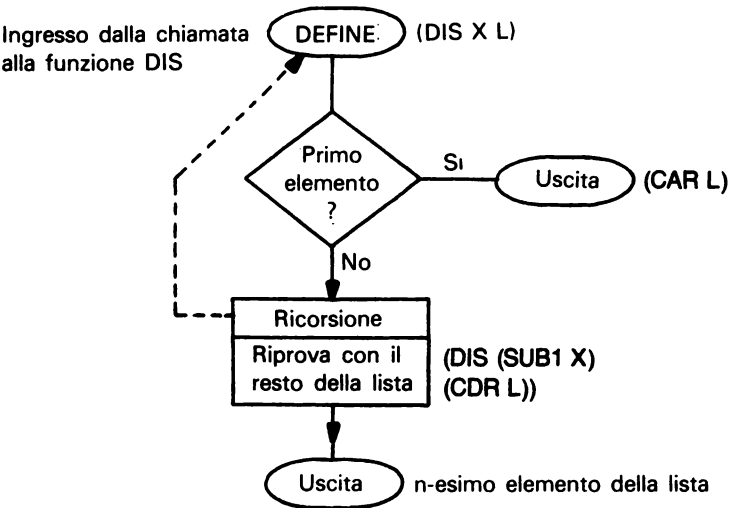 Ingresso dalla chiamata
alla funzione DIS
DEFINE
(DIS X L)
Primo
elemento
?
Sı
Uscita
(CAR L)
No
Ricorsione
Riprova con il
resto della lista
(DIS (SUB1 X)
(CDR L))
Uscita
n-esimo elemento della lista